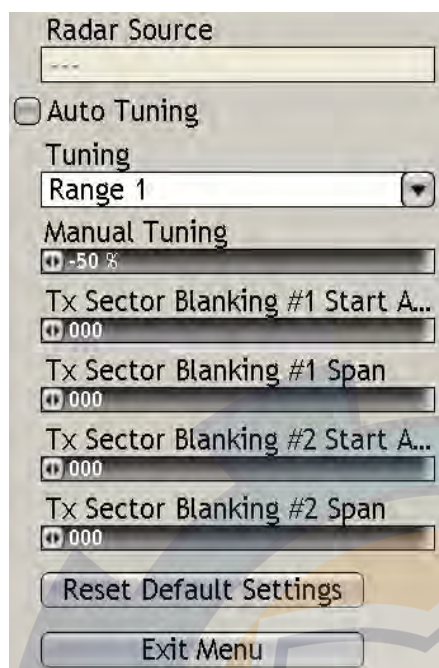 Radar Source
---
Auto Tuning
Tuning
Range 1
Manual Tuning
-50 %
Tx Sector Blanking #1 Start A...
000
Tx Sector Blanking #1 Span
000
Tx Sector Blanking #2 Start A...
000
Tx Sector Blanking #2 Span
000
Reset Default Settings
Exit Menu